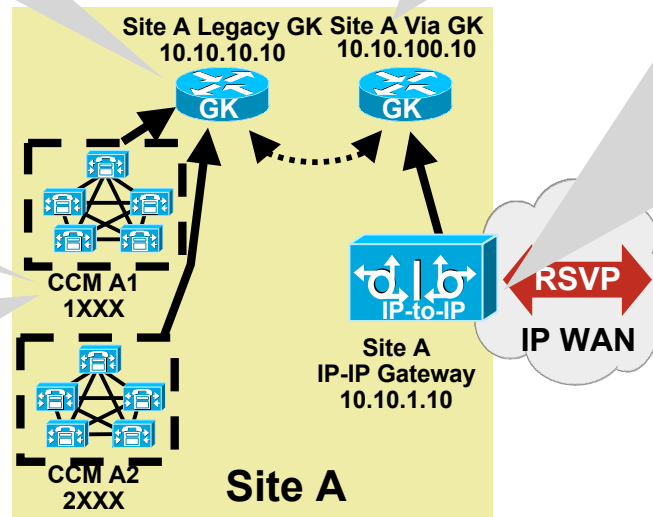 Site A Legacy GK
10.10.10.10
Site A Via GK
10.10.100.10
GK
GK
CCM A1
1XXX
IP-to-IP
RSVP
IP WAN
Site A
IP-IP Gateway
10.10.1.10
CCM A2
2XXX
Site A